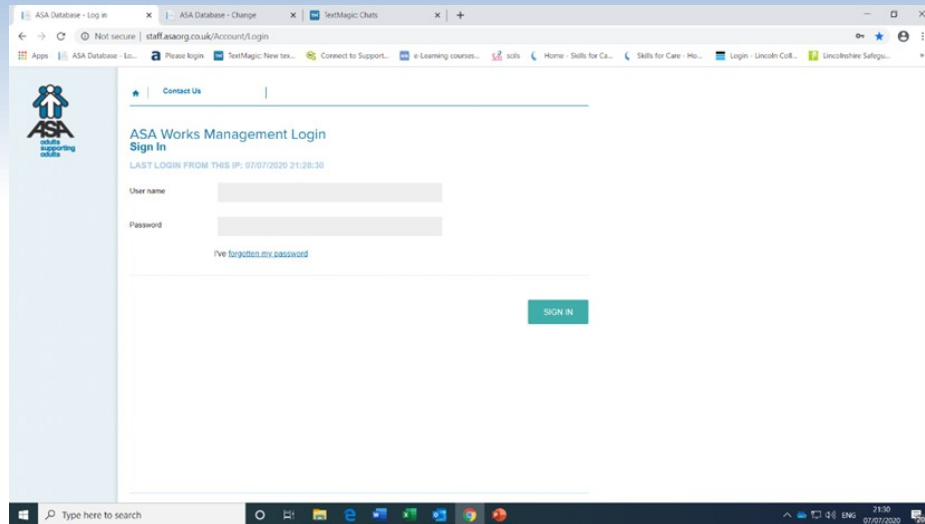 ASA Database - Log in
ASA Database - Change
TextMagic: Chats
Not secure | staff.asaorg.co.uk/Account/Login
Apps
ASA Database - Lo...
Please login
TextMagic: New tex...
Connect to Support...
e-Learning courses...
scils
Home - Skills for Ca...
Skills for Care - Ho...
Login - Lincoln Coll...
Lincolnshire Safegu...
ASA
adults
supporting
adults
Contact Us
ASA Works Management Login
Sign In
LAST LOGIN FROM THIS IP: 07/07/2020 21:28:30
User name
Password
I've forgotten my password
SIGN IN
Type here to search
ENG
21:30
07/07/2020